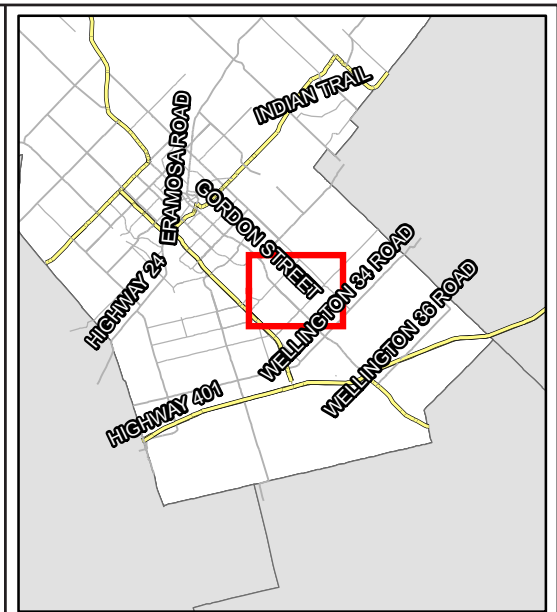 INDIAN TRAIL
ERAMOSA ROAD
GORDON STREET
HIGHWAY 24
WELLINGTON 34 ROAD
WELLINGTON 36 ROAD
HIGHWAY 401